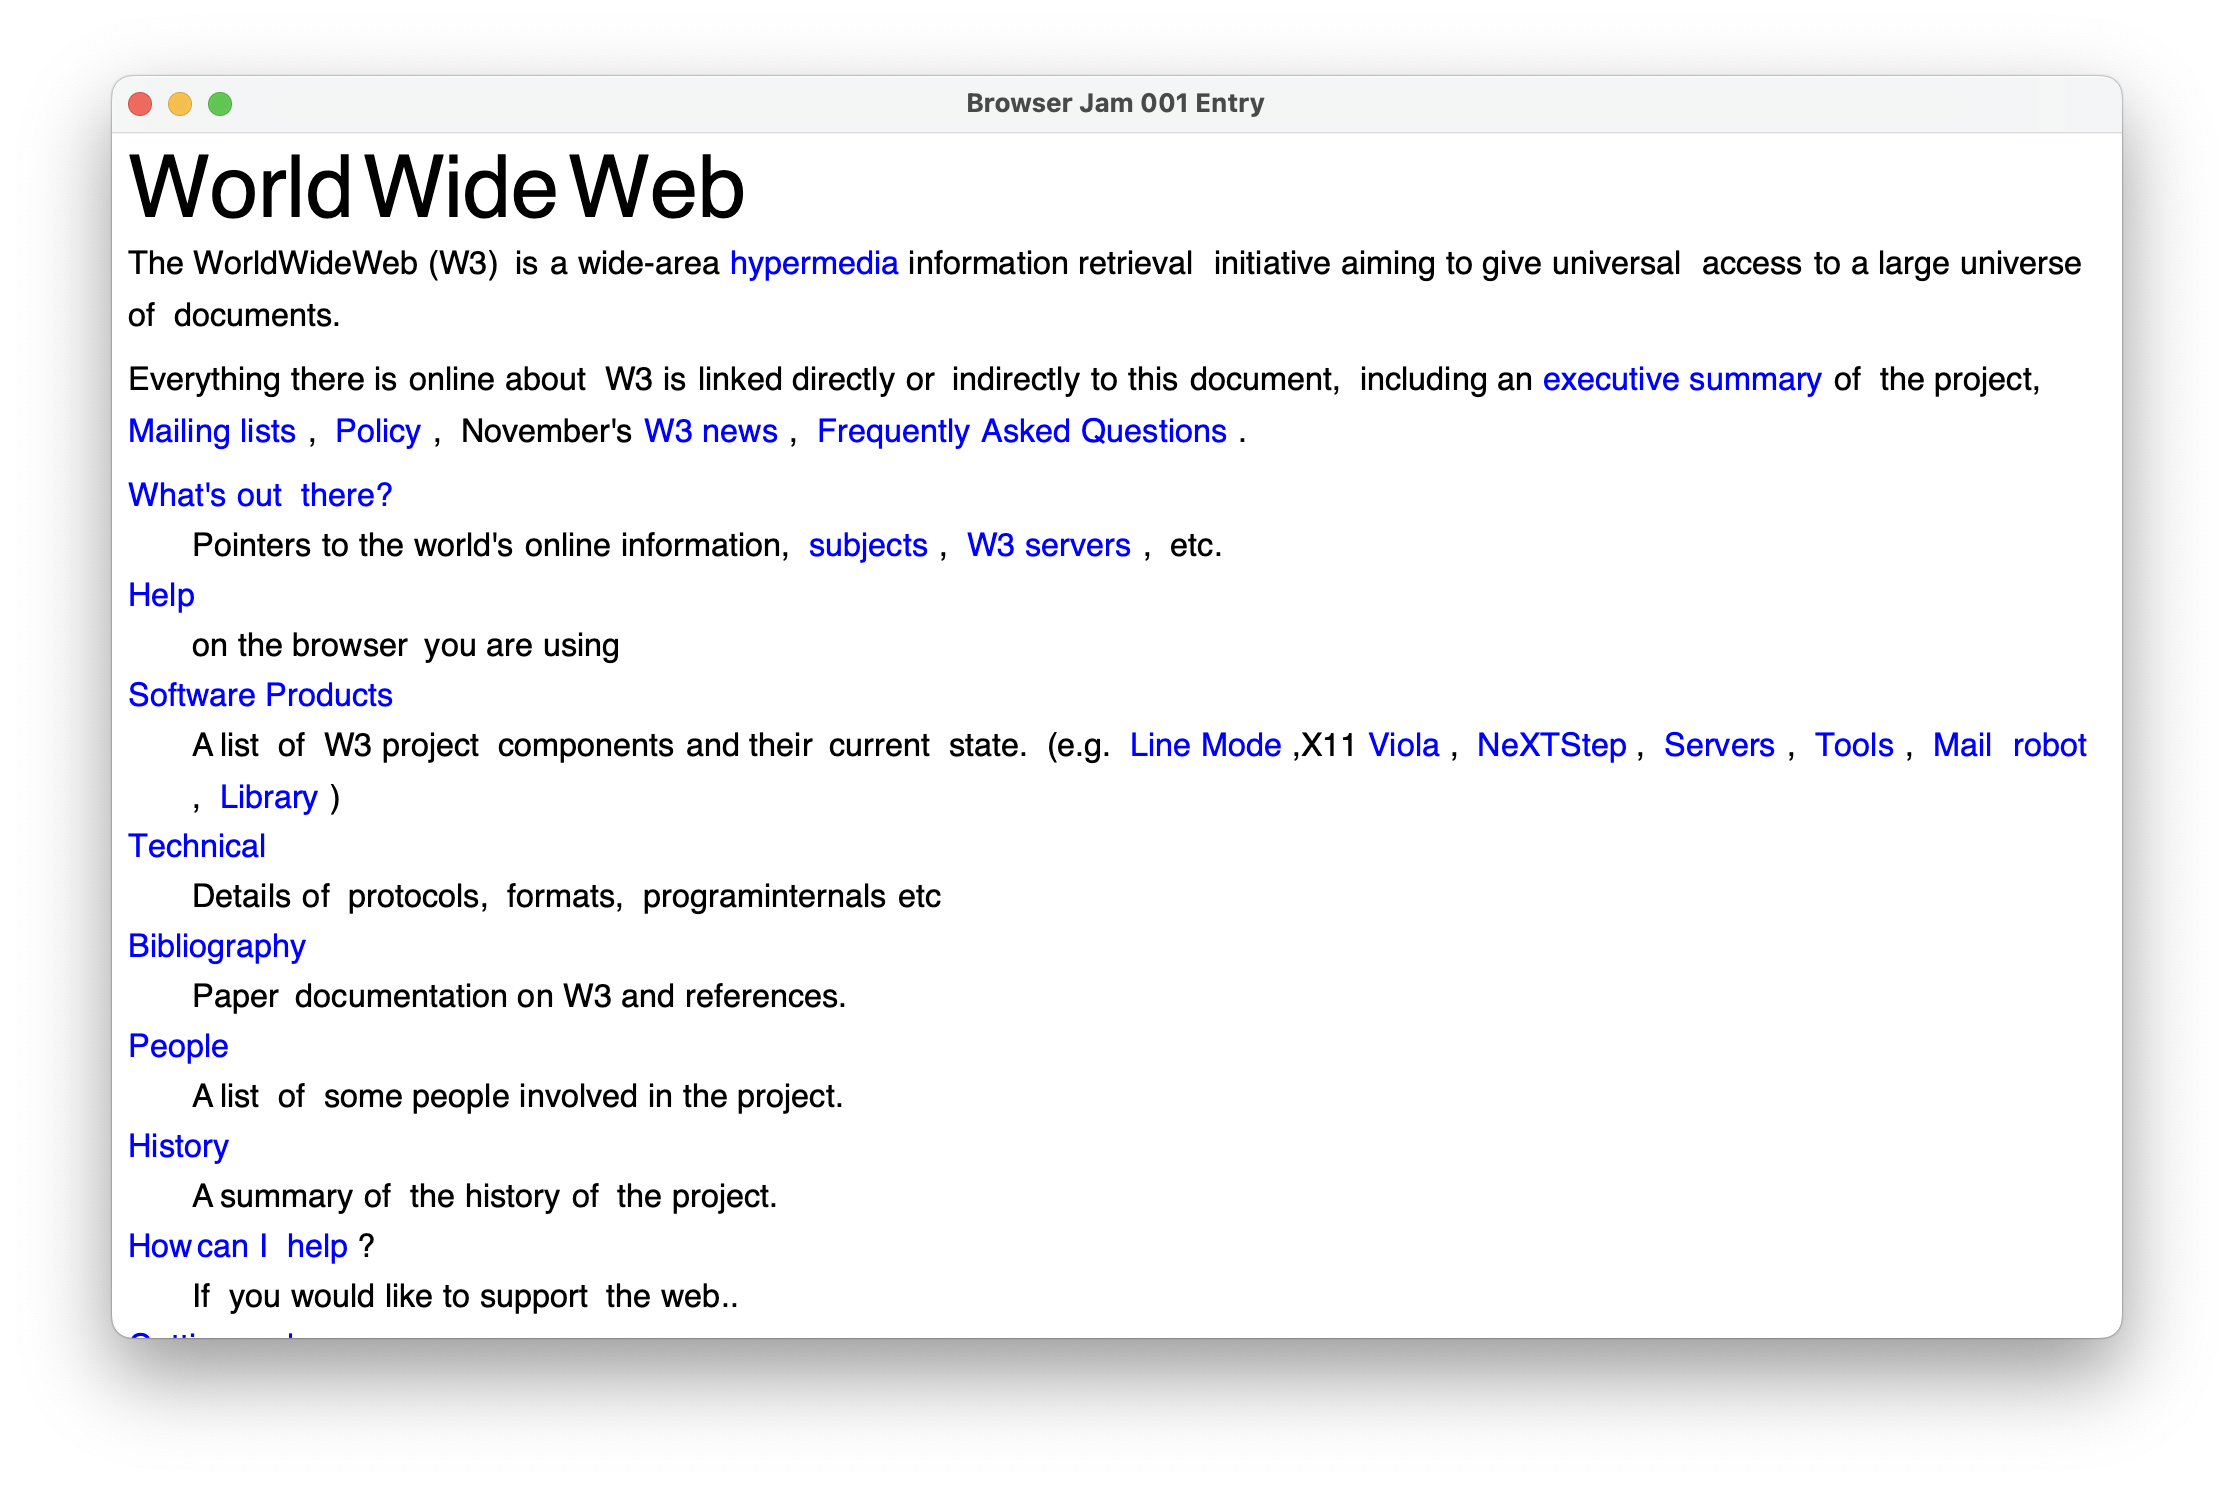 Browser Jam 001 Entry
World Wide Web
The WorldWideWeb (W3) is a wide-area hypermedia information retrieval initiative aiming to give universal access to a large universe
of documents.
Everything there is online about W3 is linked directly or indirectly to this document, including an executive summary of the project,
Mailing lists , Policy , November's W3 news , Frequently Asked Questions .
What's out there?
Pointers to the world's online information, subjects , W3 servers , etc.
Help
on the browser you are using
Software Products
A list of W3 project components and their current state. (e.g. Line Mode ,X11 Viola , NeXTStep , Servers , Tools , Mail robot
, Library )
Technical
Details of protocols, formats, programinternals etc
Bibliography
Paper documentation on W3 and references.
People
A list of some people involved in the project.
History
A summary of the history of the project.
How can I help ?
If you would like to support the web..